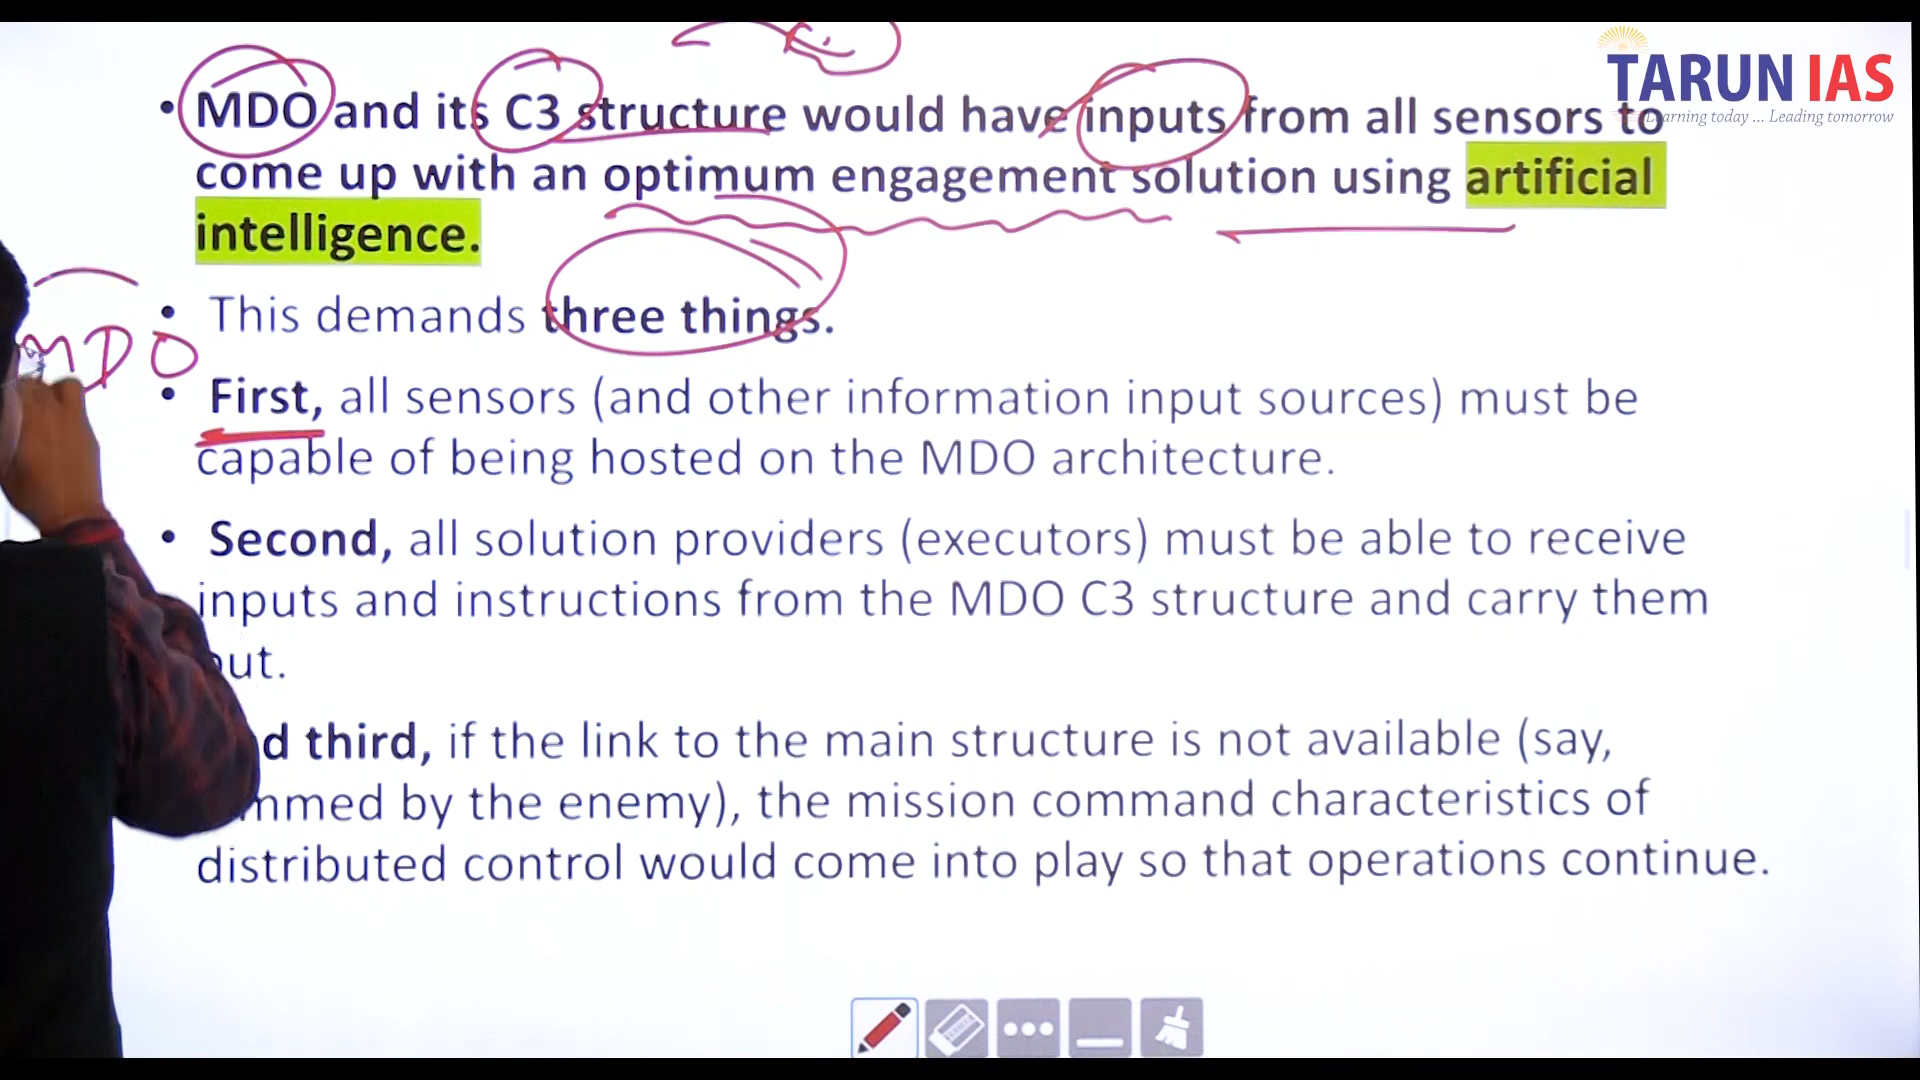 TARUN IAS
Learning today ... Leading tomorrow
• MDO and its C3 structure would have inputs from all sensors to
come up with an optimum engagement solution using artificial
intelligence.
• This demands three things.
MDO
• First, all sensors (and other information input sources) must be
capable of being hosted on the MDO architecture.
• Second, all solution providers (executors) must be able to receive
inputs and instructions from the MDO C3 structure and carry them
third, if the link to the main structure is not available (say,
by the enemy), the mission command characteristics of
distributed control would come into play so that operations continue.